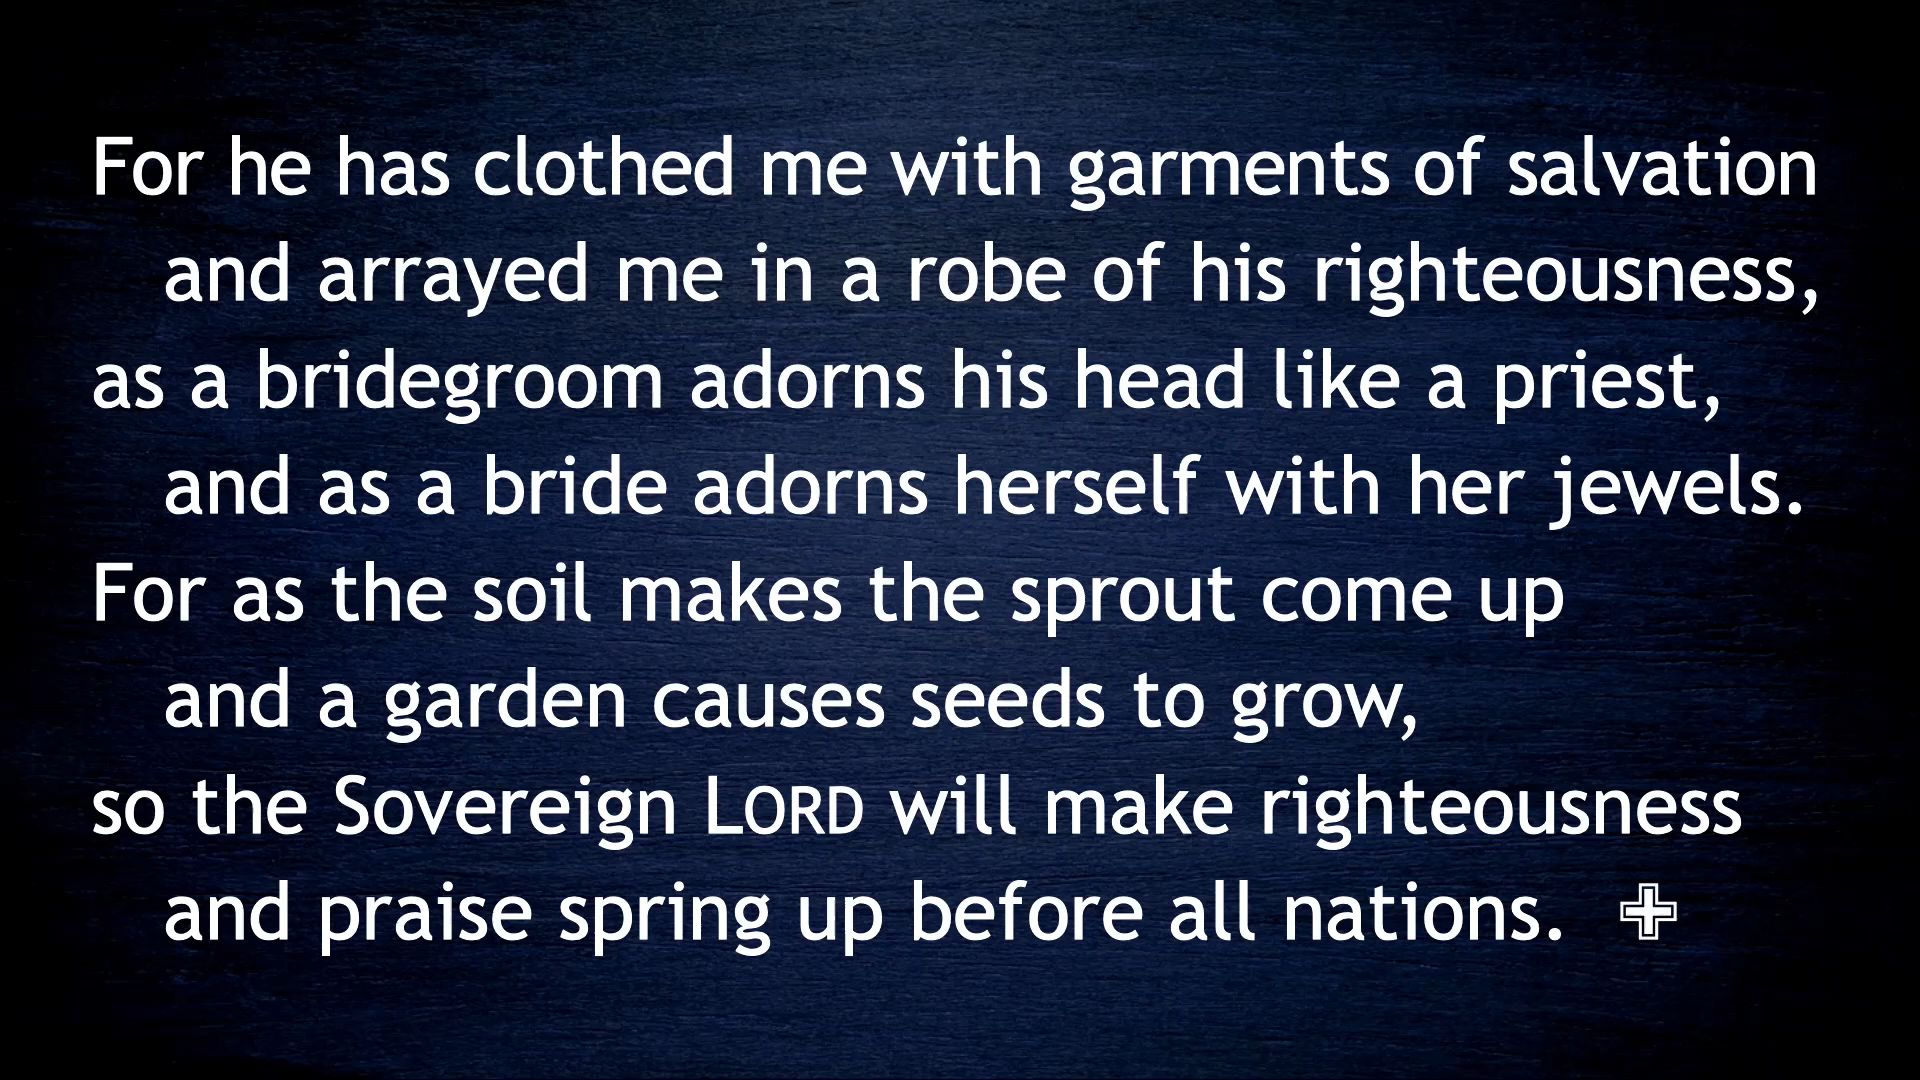 For he has clothed me with garments of salvation
and arrayed me in a robe of his righteousness,
as a bridegroom adorns his head like a priest,
and as a bride adorns herself with her jewels.
For as the soil makes the sprout come up
and a garden causes seeds to grow,
so the Sovereign LORD will make righteousness
and praise spring up before all nations. ✙